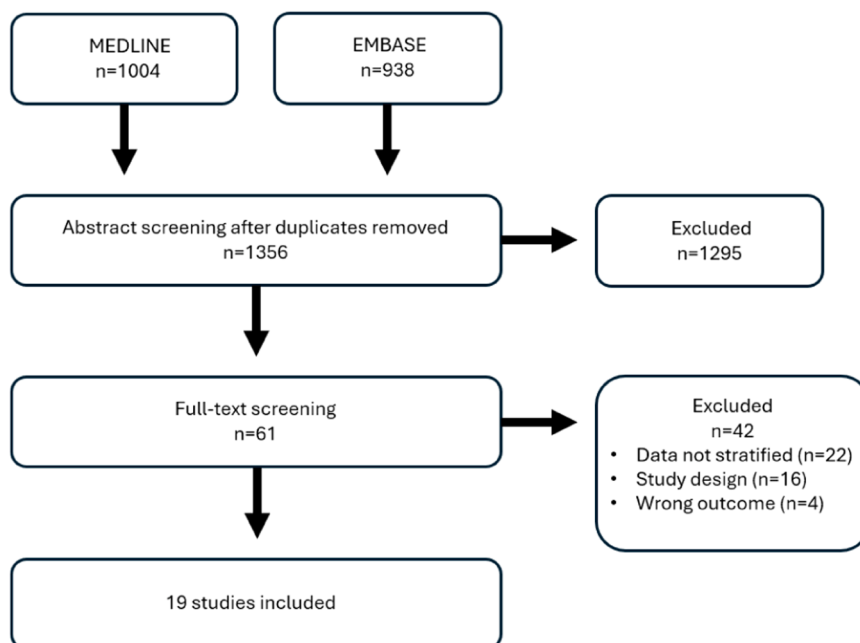 MEDLINE
n=1004
EMBASE
n=938
Abstract screening after duplicates removed
n=1356
Excluded
n=1295
Full-text screening
n=61
Excluded
n=42
• Data not stratified (n=22)
• Study design (n=16)
• Wrong outcome (n=4)
19 studies included